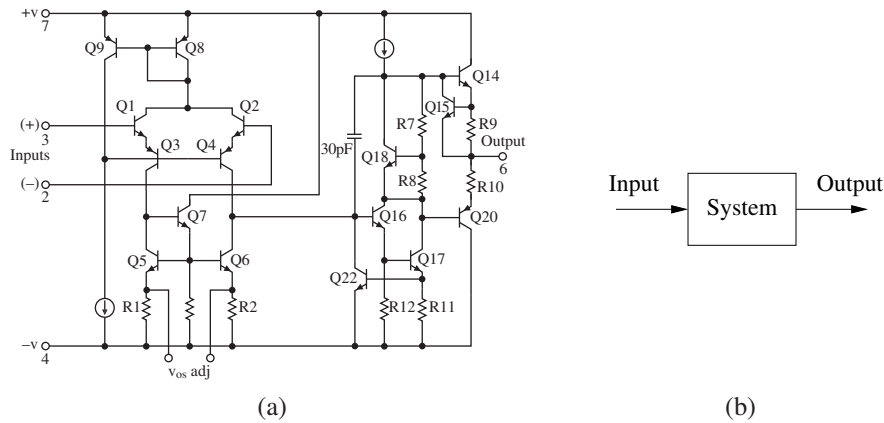 +v
7
Q9
Q8
Q14
Q1
Q2
Q15
(+)
3
Q3
Q4
R7
R9
Output
6
Inputs
30pF
Q18
(−)
2
R8
R10
Q7
Q16
Q20
Q5
Q6
Q17
Q22
R1
R2
R12
R11
−v
4
vos adj
(a)
Input
System
Output
(b)